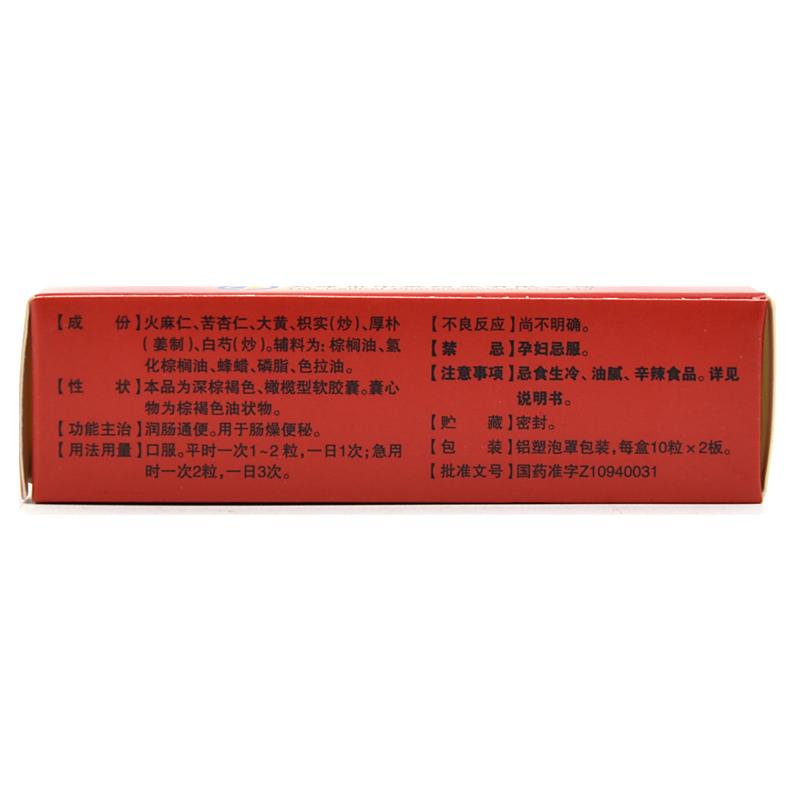 【成　份】火麻仁、苦杏仁、大黄、枳实(炒)、厚朴
(姜制)、白芍(炒)。辅料为：棕榈油、氢
化棕榈油、蜂蜡、磷脂、色拉油。
【性　状】本品为深棕褐色、橄榄型软胶囊。囊心
物为棕褐色油状物。
【功能主治】润肠通便。用于肠燥便秘。
【用法用量】口服。平时一次1~2粒，一日1次；急用
时一次2粒，一日3次。
【不良反应】尚不明确。
【禁　忌】孕妇忌服。
【注意事项】忌食生冷、油腻、辛辣食品。详见
说明书。
【贮　藏】密封。
【包　装】铝塑泡罩包装，每盒10粒×2板。
【批准文号】国药准字Z10940031